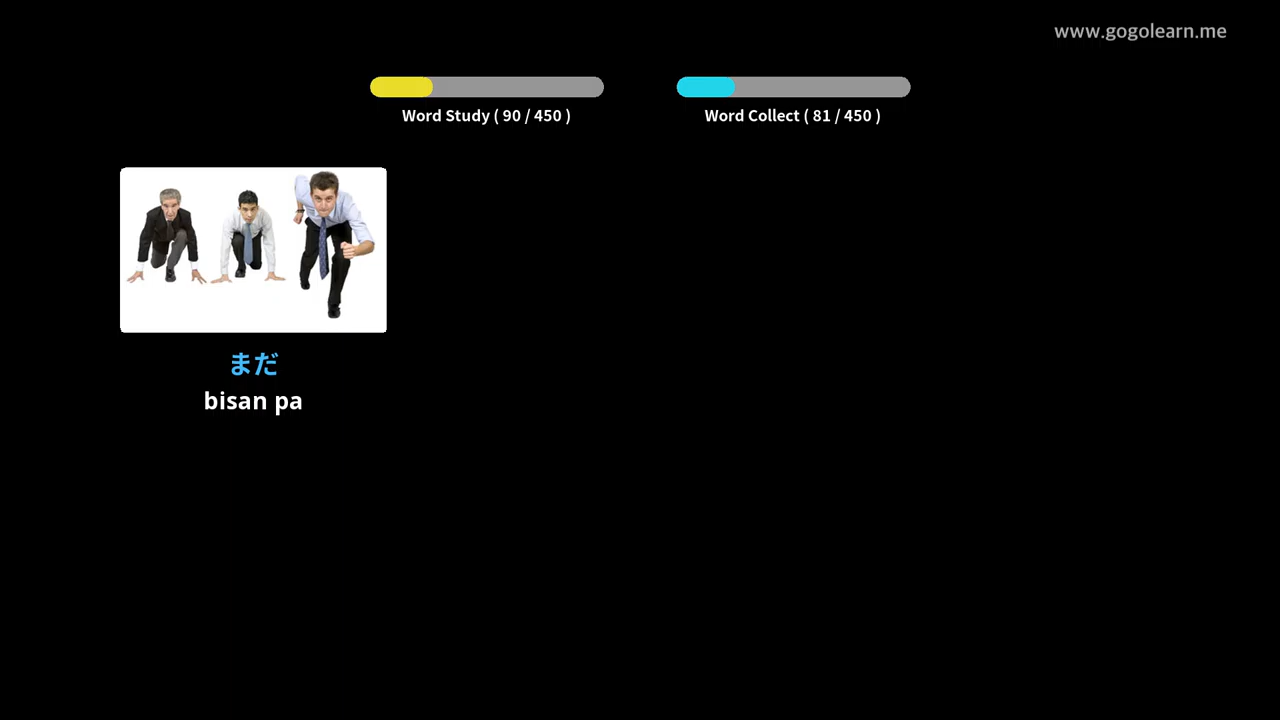 www.gogolearn.me
Word Study ( 90 / 450 )
Word Collect ( 81 / 450 )
まだ
bisan pa